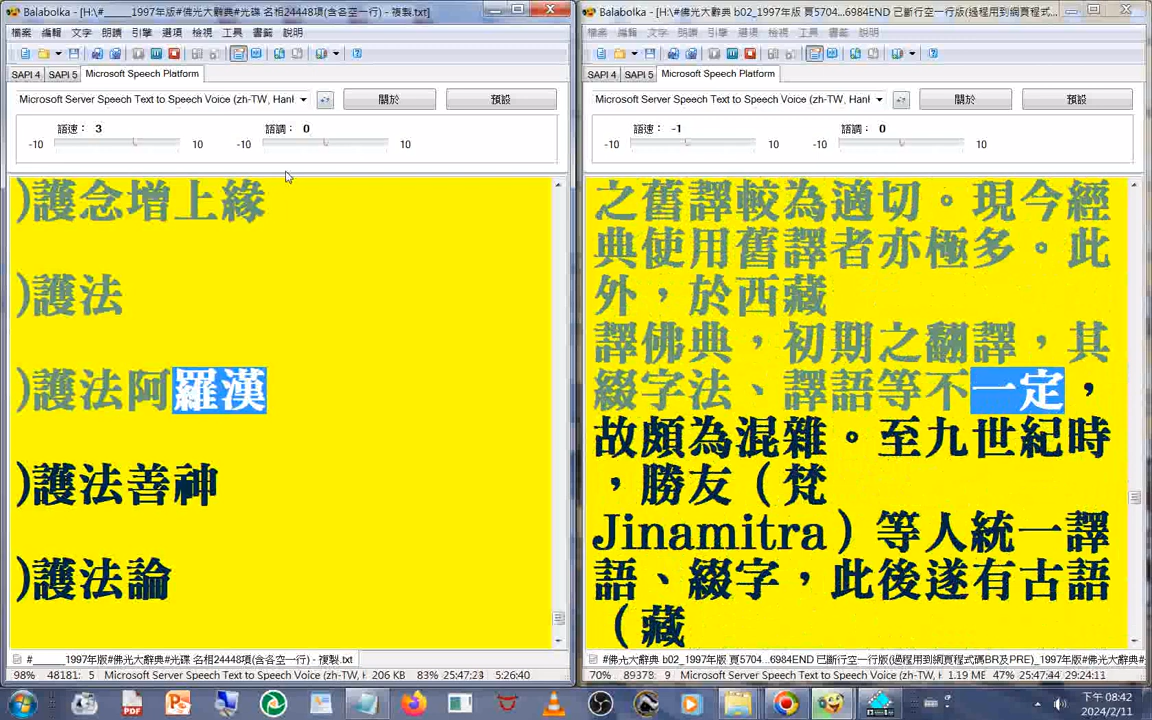 Balabolka - [H:\#_____1997年版#佛光大辭典#光碟 名相24448項(含各空一行) - 複製.txt]
檔案 編輯 文字 朗讀 引擎 選項 檢視 工具 書籤 說明
SAPI 4 SAPI 5 Microsoft Speech Platform
Microsoft Server Speech Text to Speech Voice (zh-TW, Han 關於 預設
語速： 3 語調： 0
-10 10 -10 10
)護念增上緣
)護法
)護法阿羅漢
)護法善神
)護法論
#_____1997年版#佛光大辭典#光碟 名相24448項(含各空一行) - 複製.txt
98% 48181: 5 Microsoft Server Speech Text to Speech Voice (zh-TW, H 206 KB 83% 25:47:23 5:26:40
Balabolka - [H:\#佛光大辭典 b02_1997年版 頁5704...6984END 已斷行空一行版(過程用到網頁程式...
檔案 編輯 文字 朗讀 引擎 選項 檢視 工具 書籤 說明
SAPI 4 SAPI 5 Microsoft Speech Platform
Microsoft Server Speech Text to Speech Voice (zh-TW, Han 關於 預設
語速： -1 語調： 0
-10 10 -10 10
之舊譯較為適切。現今經
典使用舊譯者亦極多。此
外，於西藏
譯佛典，初期之翻譯，其
綴字法、譯語等不一定，
故頗為混雜。至九世紀時
，勝友（梵
Jinamitra）等人統一譯
語、綴字，此後遂有古語
（藏
#佛光大辭典 b02_1997年版 頁5704...6984END 已斷行空一行版(過程用到網頁程式碼BR及PRE)_1997年版#佛光大辭典#
70% 89378: 9 Microsoft Server Speech Text to Speech Voice (zh-TW, H 1.19 ME 47% 25:44:57 29:24:11
下午 08:42
2024/2/11